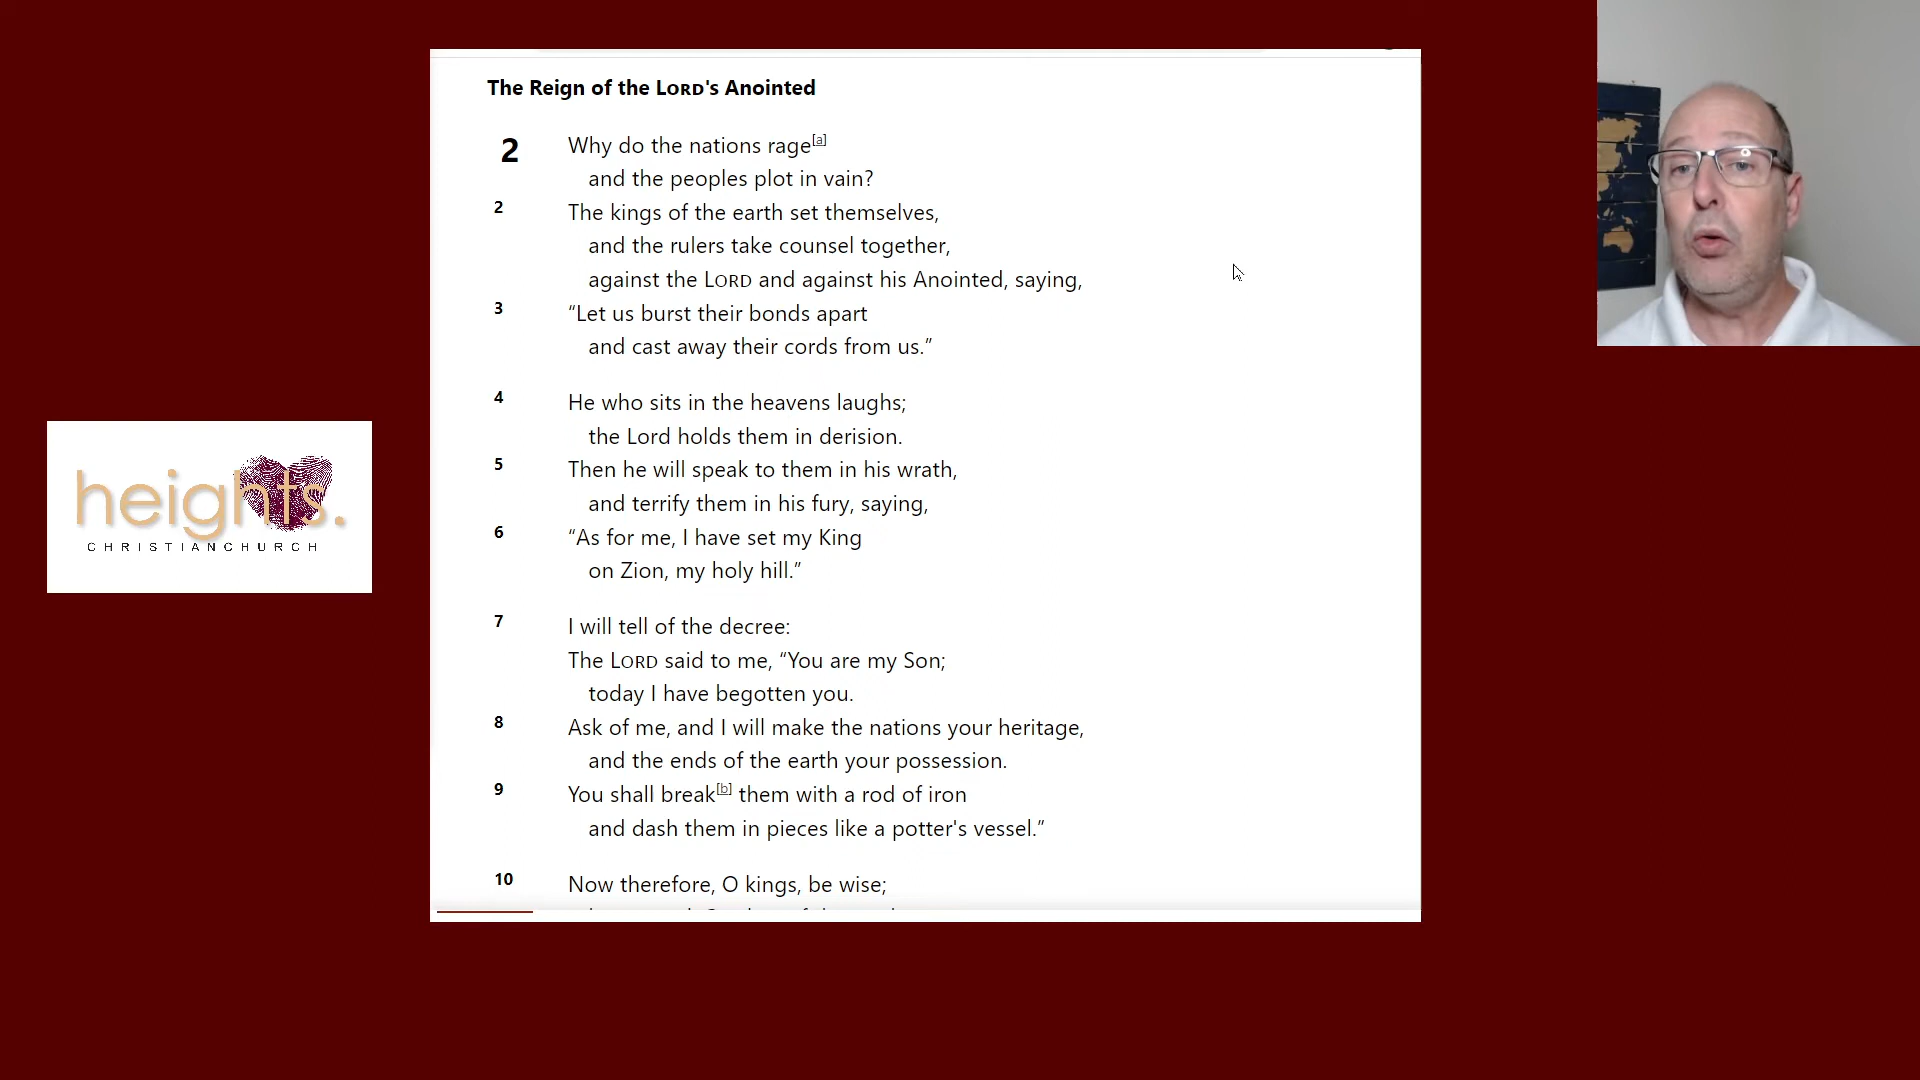 The Reign of the LORD's Anointed
2 Why do the nations rage[a]
and the peoples plot in vain?
2 The kings of the earth set themselves,
and the rulers take counsel together,
against the LORD and against his Anointed, saying,
3 “Let us burst their bonds apart
and cast away their cords from us.”
4 He who sits in the heavens laughs;
the Lord holds them in derision.
5 Then he will speak to them in his wrath,
and terrify them in his fury, saying,
6 “As for me, I have set my King
on Zion, my holy hill.”
7 I will tell of the decree:
The LORD said to me, “You are my Son;
today I have begotten you.
8 Ask of me, and I will make the nations your heritage,
and the ends of the earth your possession.
9 You shall break[b] them with a rod of iron
and dash them in pieces like a potter's vessel.”
10 Now therefore, O kings, be wise;
heights.
CHRISTIANCHURCH